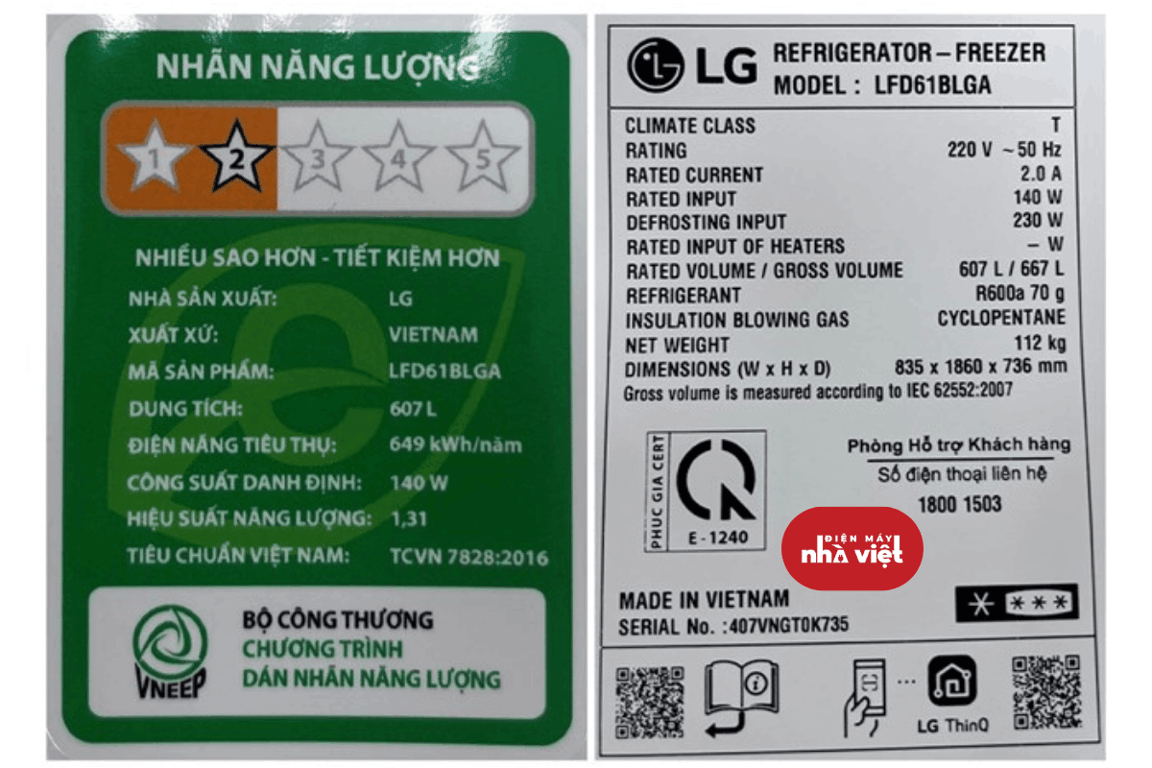 NHÃN NĂNG LƯỢNG
1 2 3 4 5
NHIỀU SAO HƠN - TIẾT KIỆM HƠN
NHÀ SẢN XUẤT: LG
XUẤT XỨ: VIETNAM
MÃ SẢN PHẨM: LFD61BLGA
DUNG TÍCH: 607 L
ĐIỆN NĂNG TIÊU THỤ: 649 kWh/năm
CÔNG SUẤT DANH ĐỊNH: 140 W
HIỆU SUẤT NĂNG LƯỢNG: 1,31
TIÊU CHUẨN VIỆT NAM: TCVN 7828:2016
VNEEP
BỘ CÔNG THƯƠNG
CHƯƠNG TRÌNH
DÁN NHÃN NĂNG LƯỢNG
LG
REFRIGERATOR – FREEZER
MODEL : LFD61BLGA
CLIMATE CLASS T
RATING 220 V ~ 50 Hz
RATED CURRENT 2.0 A
RATED INPUT 140 W
DEFROSTING INPUT 230 W
RATED INPUT OF HEATERS – W
RATED VOLUME / GROSS VOLUME 607 L / 667 L
REFRIGERANT R600a 70 g
INSULATION BLOWING GAS CYCLOPENTANE
NET WEIGHT 112 kg
DIMENSIONS (W x H x D) 835 x 1860 x 736 mm
Gross volume is measured according to IEC 62552:2007
PHUC GIA CERT
E - 1240
Phòng Hỗ trợ Khách hàng
Số điện thoại liên hệ
1800 1503
ĐIỆN MÁY
nhà việt
MADE IN VIETNAM
SERIAL No. :407VNGT0K735
LG ThinQ